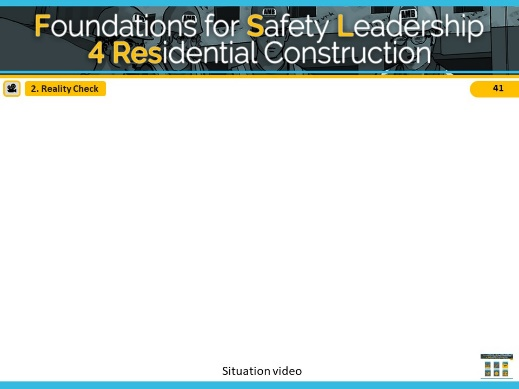 Foundations for Safety Leadership
4 Residential Construction
2. Reality Check
41
Situation video